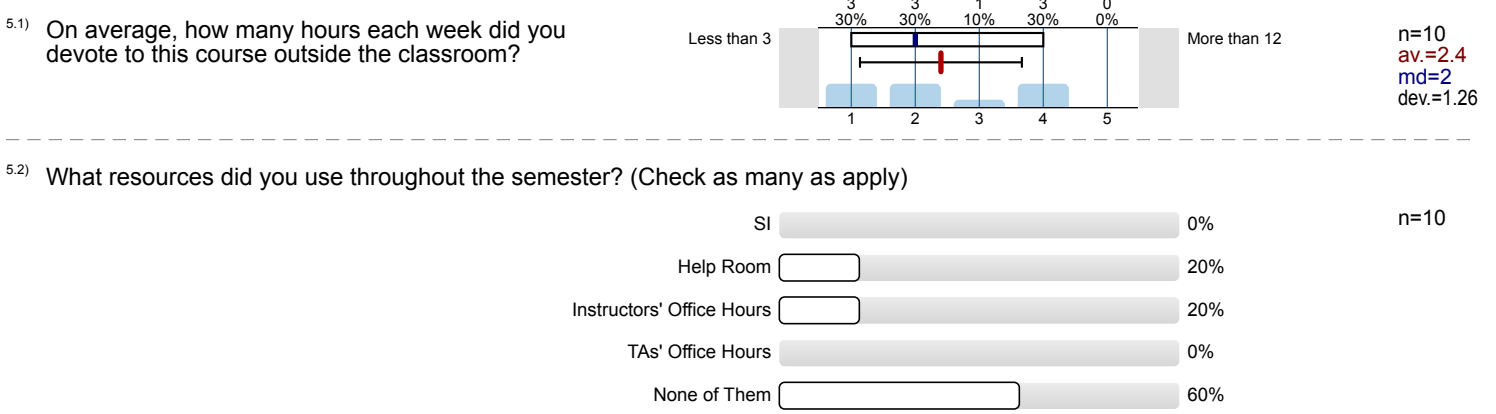 3 3 1 3 0
30% 30% 10% 30% 0%
5.1) On average, how many hours each week did you
devote to this course outside the classroom?
Less than 3
More than 12
1 2 3 4 5
n=10
av.=2.4
md=2
dev.=1.26
5.2) What resources did you use throughout the semester? (Check as many as apply)
SI 0%
n=10
Help Room 20%
Instructors' Office Hours 20%
TAs' Office Hours 0%
None of Them 60%